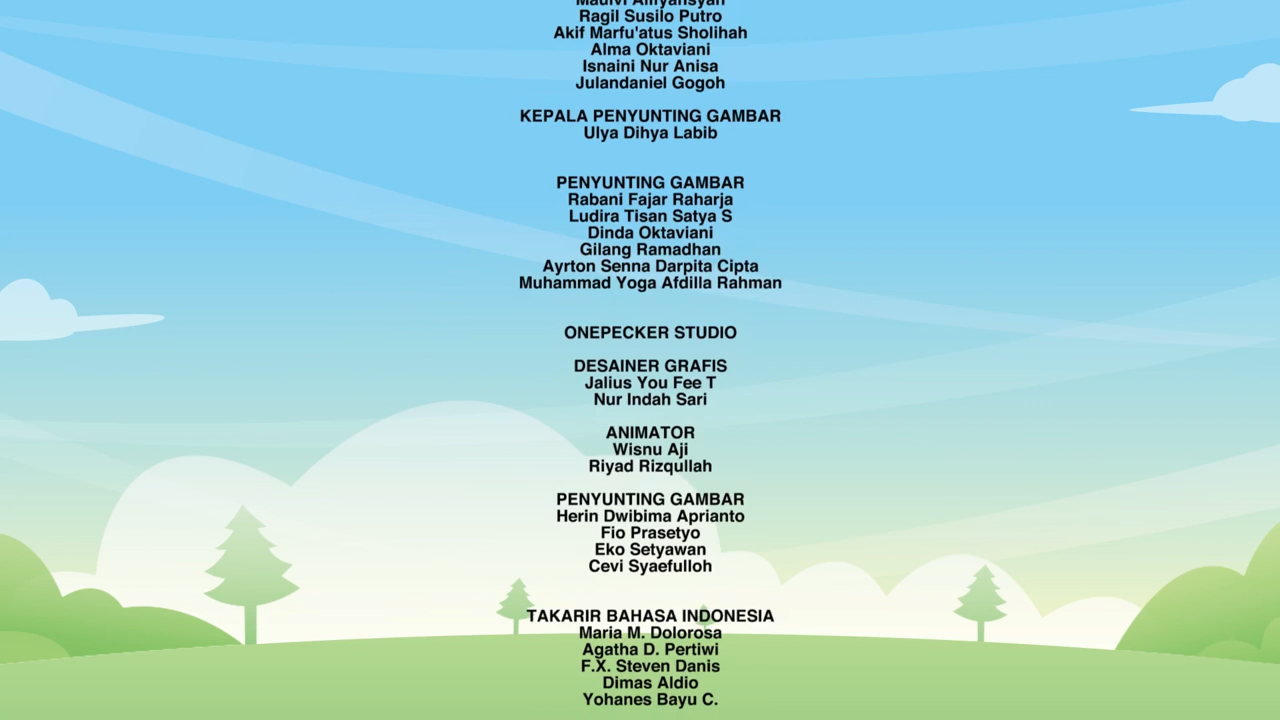 Ragil Susilo Putro
Akif Marfu'atus Sholihah
Alma Oktaviani
Isnaini Nur Anisa
Julandaniel Gogoh
KEPALA PENYUNTING GAMBAR
Ulya Dihya Labib
PENYUNTING GAMBAR
Rabani Fajar Raharja
Ludira Tisan Satya S
Dinda Oktaviani
Gilang Ramadhan
Ayrton Senna Darpita Cipta
Muhammad Yoga Afdilla Rahman
ONEPECKER STUDIO
DESAINER GRAFIS
Jalius You Fee T
Nur Indah Sari
ANIMATOR
Wisnu Aji
Riyad Rizqullah
PENYUNTING GAMBAR
Herin Dwibima Aprianto
Fio Prasetyo
Eko Setyawan
Cevi Syaefulloh
TAKARIR BAHASA INDONESIA
Maria M. Dolorosa
Agatha D. Pertiwi
F.X. Steven Danis
Dimas Aldio
Yohanes Bayu C.